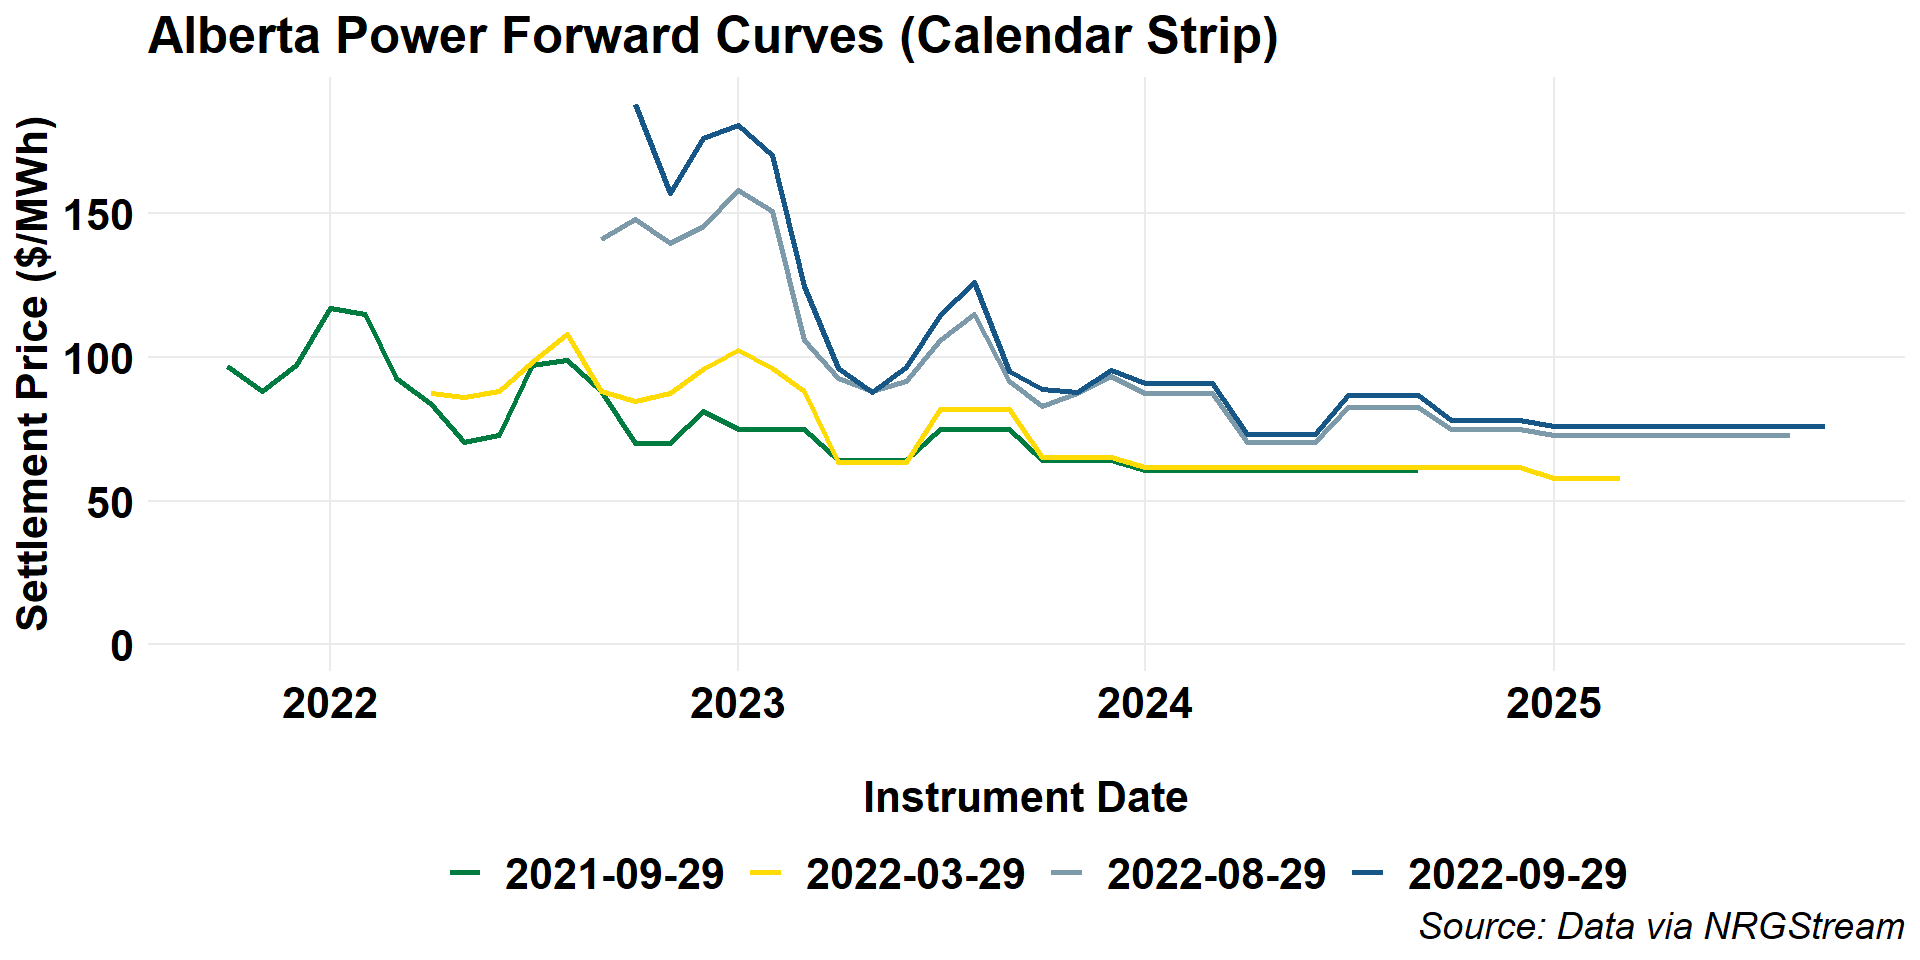 Alberta Power Forward Curves (Calendar Strip)
Settlement Price ($/MWh)
150
100
50
0
2022 2023 2024 2025
Instrument Date
2021-09-29 2022-03-29 2022-08-29 2022-09-29
Source: Data via NRGStream